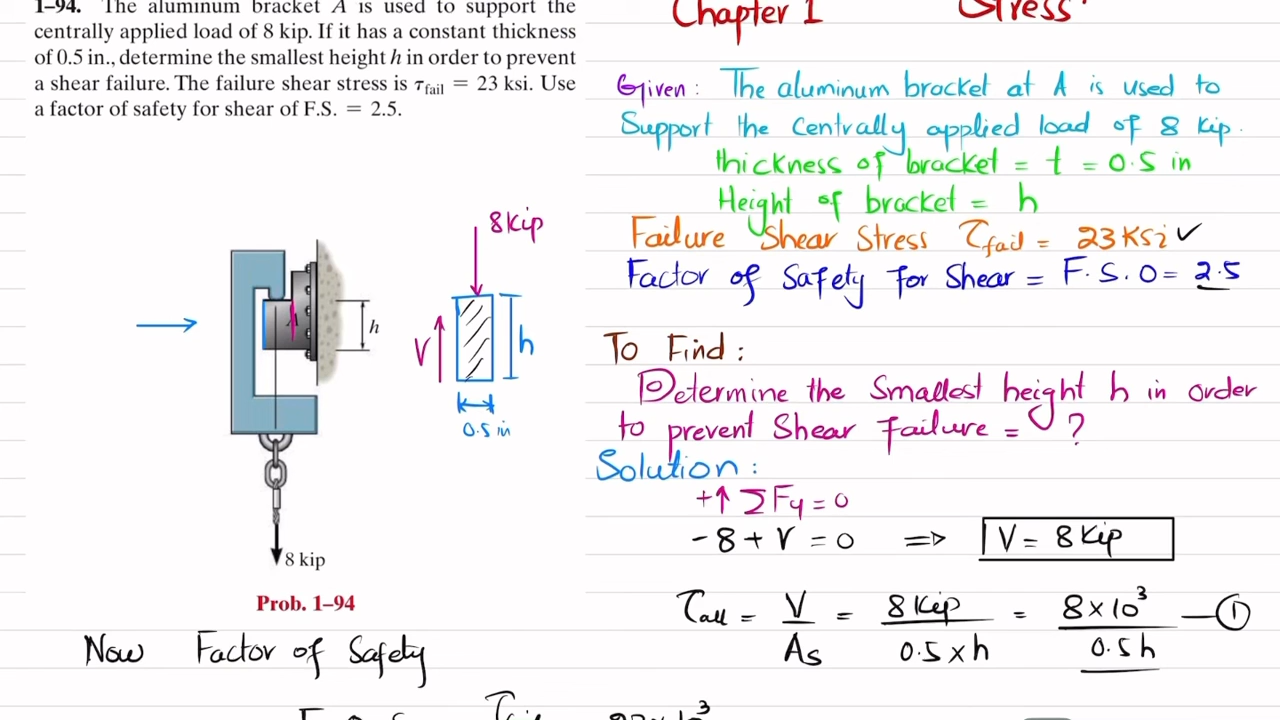 1–94. The aluminum bracket A is used to support the
centrally applied load of 8 kip. If it has a constant thickness
of 0.5 in., determine the smallest height h in order to prevent
a shear failure. The failure shear stress is τfail = 23 ksi. Use
a factor of safety for shear of F.S. = 2.5.
h
A
8 kip
Prob. 1–94
8 kip
V
h
0.5 in
Now Factor of Safety
Chapter 1 Stress
Given: The aluminum bracket at A is used to
Support the Centrally applied load of 8 kip.
thickness of bracket = t = 0.5 in
Height of bracket = h
Failure Shear Stress τfail = 23 Ksi ✓
Factor of Safety for Shear = F.S.O = 2.5
To Find:
Determine the Smallest height h in order
to prevent Shear failure = ?
Solution:
+↑ ΣFy = 0
-8 + V = 0 => V = 8 Kip
τall = V/As = 8 Kip/0.5×h = 8×10³/0.5h —①